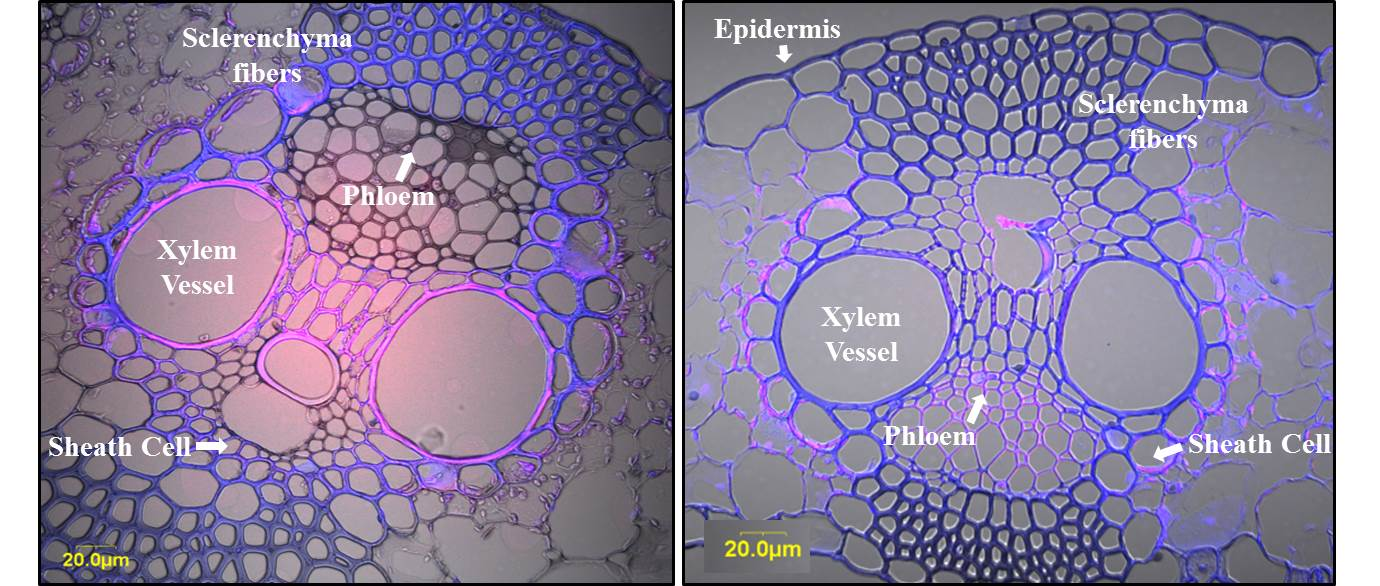 Sclerenchyma
fibers
Phloem
Xylem
Vessel
Sheath Cell
20.0µm
Epidermis
Sclerenchyma
fibers
Xylem
Vessel
Phloem
Sheath Cell
20.0µm